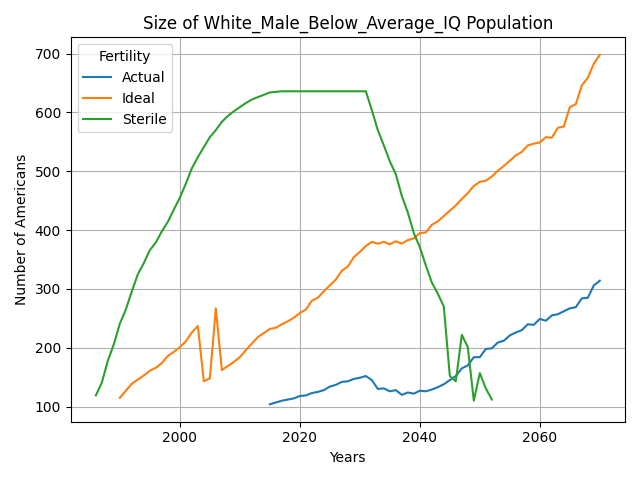 Size of White_Male_Below_Average_IQ Population
Fertility
Actual
Ideal
Sterile
Number of Americans
700
600
500
400
300
200
100
2000
2020
2040
2060
Years